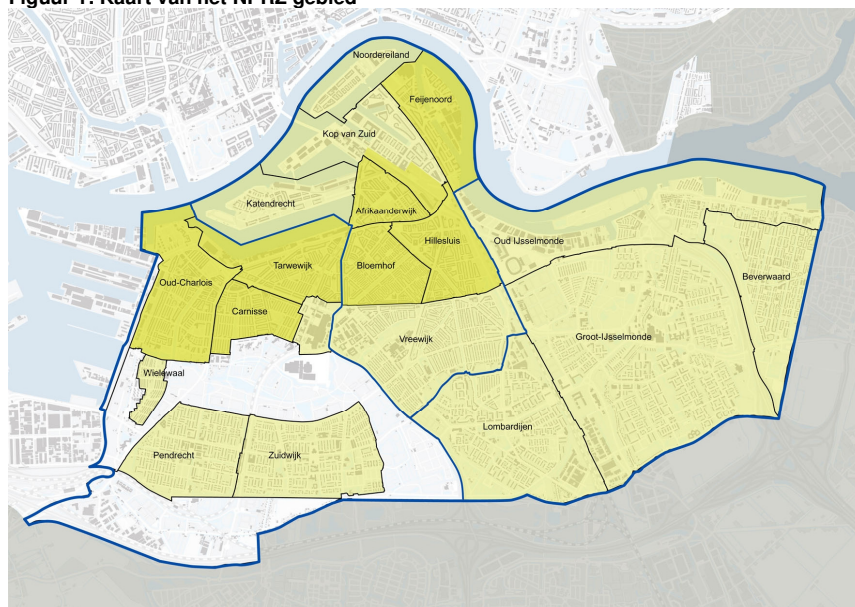 Figuur 1: Kaart van het NPRZ gebied
Noordereiland
Feijenoord
Kop van Zuid
Katendrecht
Afrikaanderwijk
Hillesluis
Oud IJsselmonde
Tarwewijk
Bloemhof
Oud-Charlois
Beverwaard
Carnisse
Vreewijk
Groot-IJsselmonde
Wielewaal
Lombardijen
Pendrecht
Zuidwijk